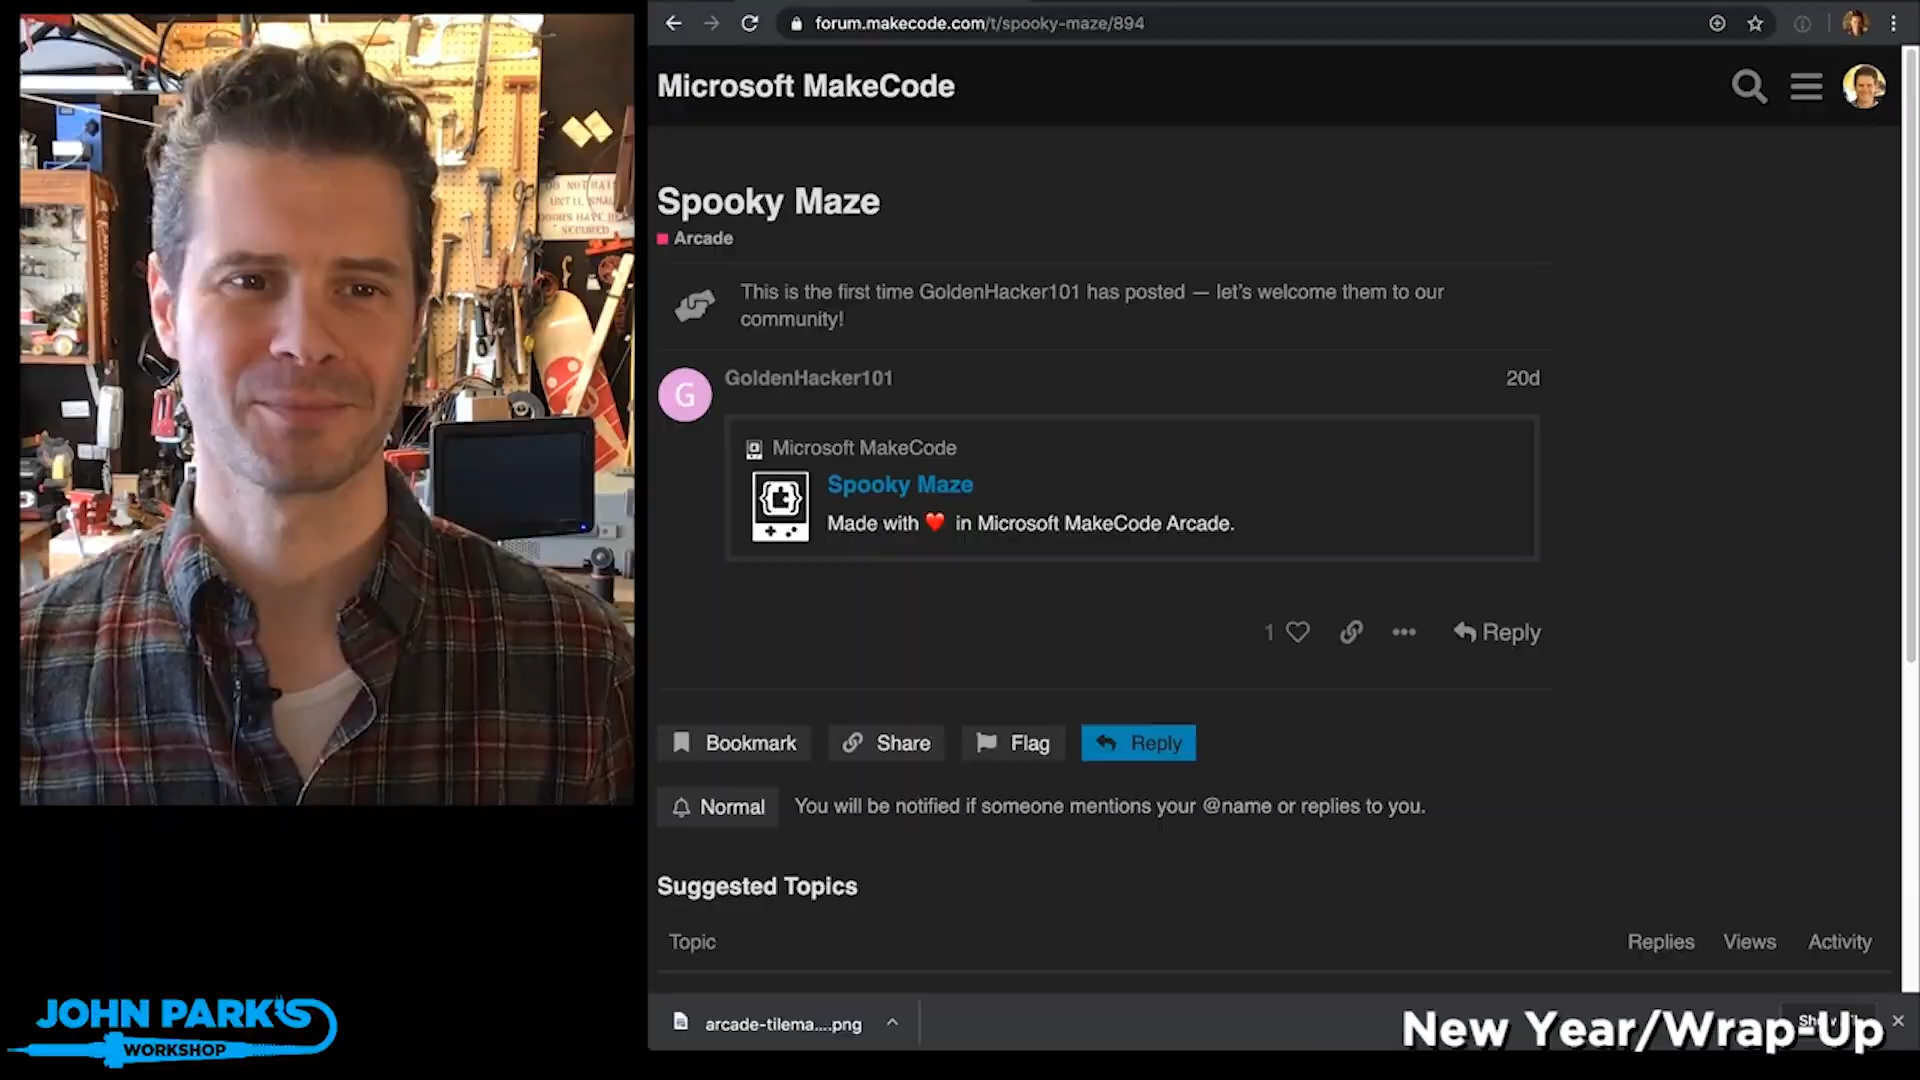 forum.makecode.com/t/spooky-maze/894
Microsoft MakeCode
Spooky Maze
Arcade
This is the first time GoldenHacker101 has posted — let's welcome them to our
community!
G
GoldenHacker101
20d
Microsoft MakeCode
Spooky Maze
Made with ❤️ in Microsoft MakeCode Arcade.
1
Reply
Bookmark
Share
Flag
Reply
Normal
You will be notified if someone mentions your @name or replies to you.
Suggested Topics
Topic
Replies
Views
Activity
arcade-tilema....png
New Year/Wrap-Up
JOHN PARK'S
WORKSHOP
UNTIL
SECURED